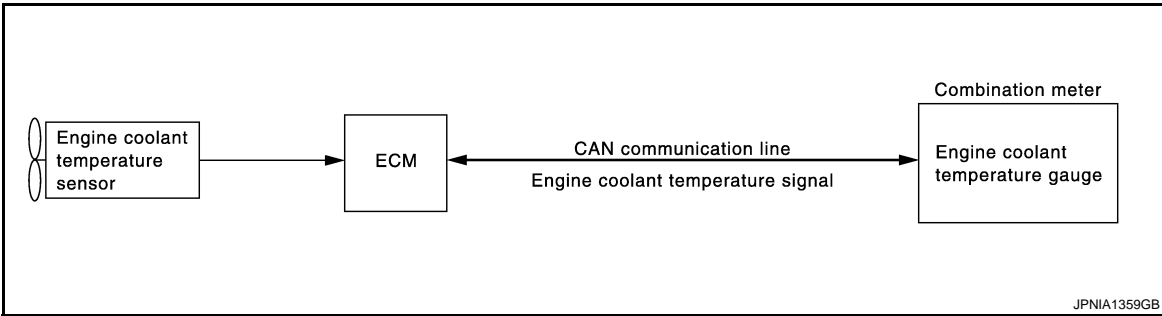 Engine coolant
temperature
sensor
ECM
CAN communication line
Engine coolant temperature signal
Combination meter
Engine coolant
temperature gauge
JPNIA1359GB